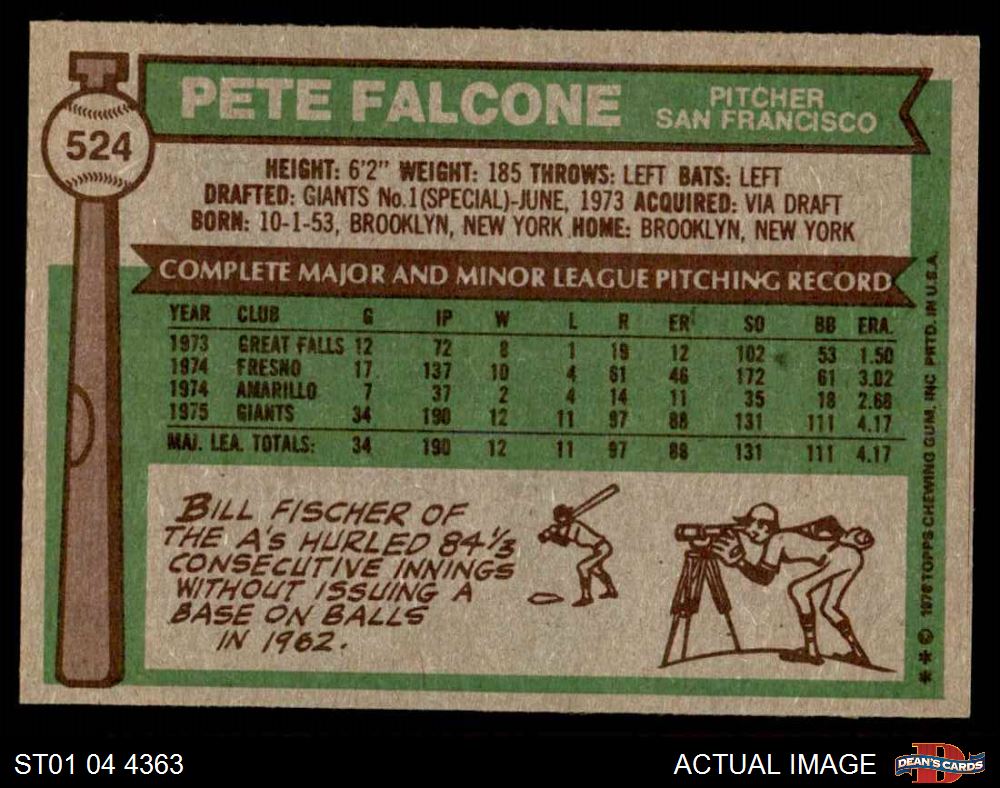 PETE FALCONE
PITCHER
SAN FRANCISCO
524
HEIGHT: 6'2" WEIGHT: 185 THROWS: LEFT BATS: LEFT
DRAFTED: GIANTS No.1(SPECIAL)-JUNE, 1973 ACQUIRED: VIA DRAFT
BORN: 10-1-53, BROOKLYN, NEW YORK HOME: BROOKLYN, NEW YORK
COMPLETE MAJOR AND MINOR LEAGUE PITCHING RECORD
YEAR CLUB G IP W L R ER SO BB ERA
1973 GREAT FALLS 12 72 8 1 19 12 102 53 1.50
1974 FRESNO 17 137 10 4 61 46 172 61 3.02
1974 AMARILLO 7 37 2 4 14 11 35 18 2.68
1975 GIANTS 34 190 12 11 97 88 131 111 4.17
MAJ. LEA. TOTALS: 34 190 12 11 97 88 131 111 4.17
BILL FISCHER OF
THE A'S HURLED 84 1/3
CONSECUTIVE INNINGS
WITHOUT ISSUING A
BASE ON BALLS
IN 1962.
** © 1976 TOPPS CHEWING GUM, INC PRTD. IN U.S.A.
ST01 04 4363
ACTUAL IMAGE
DEAN'S CARDS